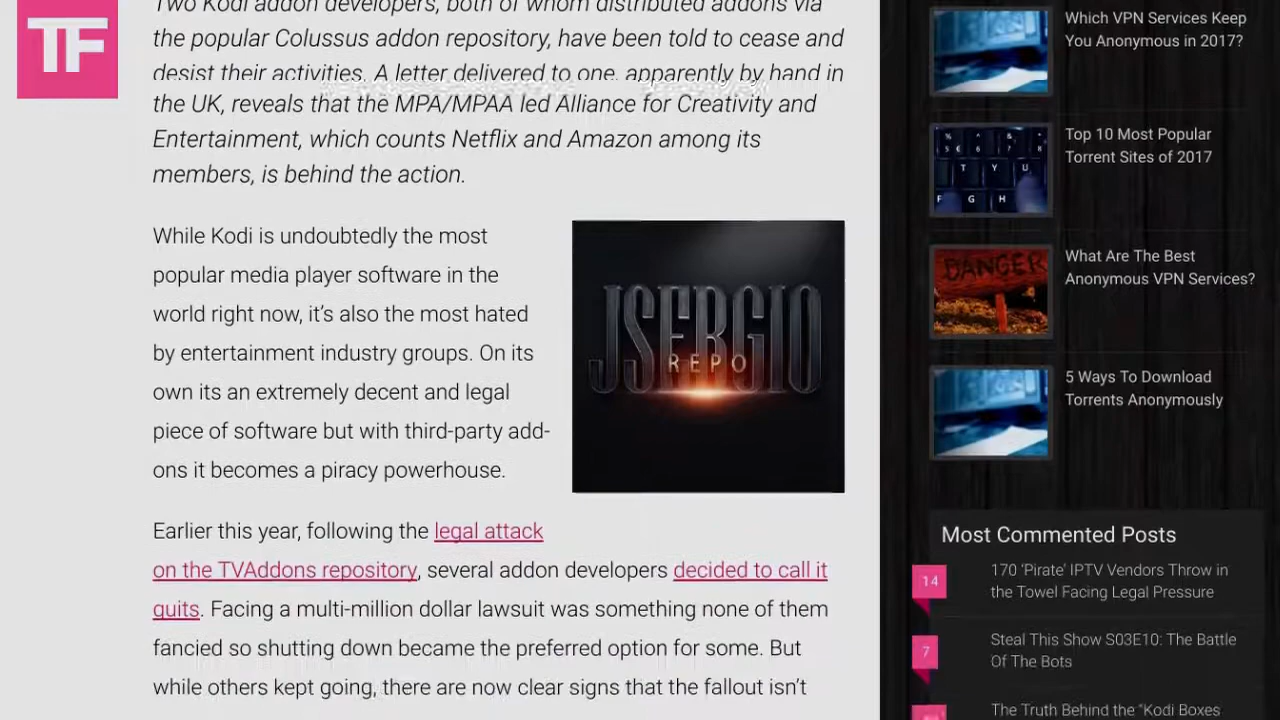 TF
Two Kodi addon developers, both of whom distributed addons via
the popular Colussus addon repository, have been told to cease and
desist their activities. A letter delivered to one, apparently by hand in
the UK, reveals that the MPA/MPAA led Alliance for Creativity and
Entertainment, which counts Netflix and Amazon among its
members, is behind the action.
While Kodi is undoubtedly the most
popular media player software in the
world right now, it’s also the most hated
by entertainment industry groups. On its
own its an extremely decent and legal
piece of software but with third-party add-
ons it becomes a piracy powerhouse.
JSERGIO
REPO
Earlier this year, following the legal attack
on the TVAddons repository, several addon developers decided to call it
quits. Facing a multi-million dollar lawsuit was something none of them
fancied so shutting down became the preferred option for some. But
while others kept going, there are now clear signs that the fallout isn’t
Which VPN Services Keep
You Anonymous in 2017?
T Y U
F G H
Top 10 Most Popular
Torrent Sites of 2017
DANGER
What Are The Best
Anonymous VPN Services?
5 Ways To Download
Torrents Anonymously
Most Commented Posts
14
170 ‘Pirate’ IPTV Vendors Throw in
the Towel Facing Legal Pressure
7
Steal This Show S03E10: The Battle
Of The Bots
The Truth Behind the “Kodi Boxes